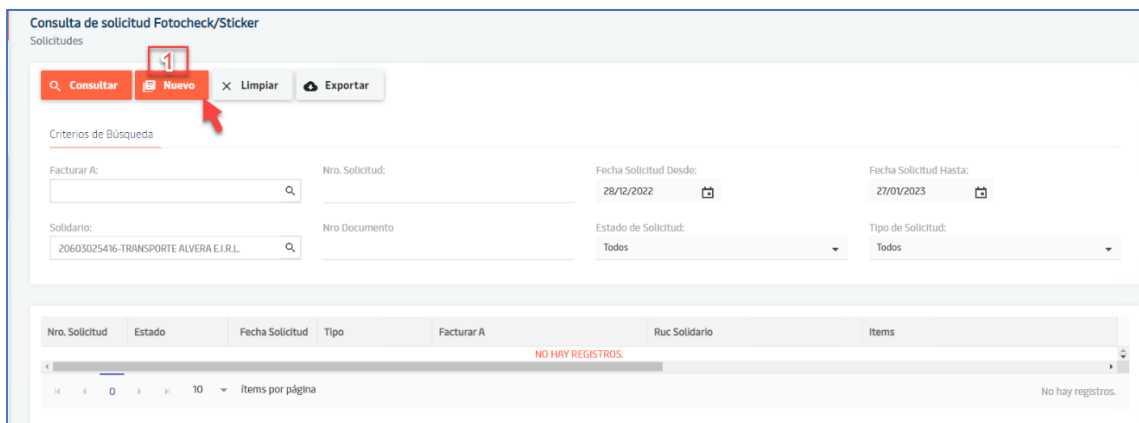 Consulta de solicitud Fotocheck/Sticker
Solicitudes
1
Consultar Nuevo Limpiar Exportar
Criterios de Búsqueda
Facturar A: Nro. Solicitud: Fecha Solicitud Desde: Fecha Solicitud Hasta:
28/12/2022 27/01/2023
Solidario: Nro Documento Estado de Solicitud: Tipo de Solicitud:
20603025416-TRANSPORTE ALVERA E.I.R.L. Todos Todos
Nro. Solicitud Estado Fecha Solicitud Tipo Facturar A Ruc Solidario Items
NO HAY REGISTROS.
0 10 ítems por página No hay registros.